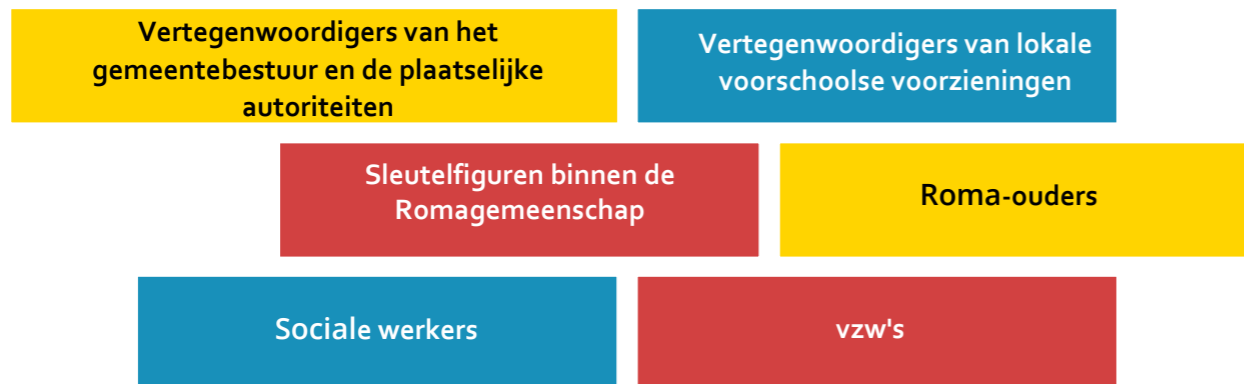 Vertegenwoordigers van het
gemeentebestuur en de plaatselijke
autoriteiten
Vertegenwoordigers van lokale
voorschoolse voorzieningen
Sleutelfiguren binnen de
Romagemeenschap
Roma-ouders
Sociale werkers
vzw's